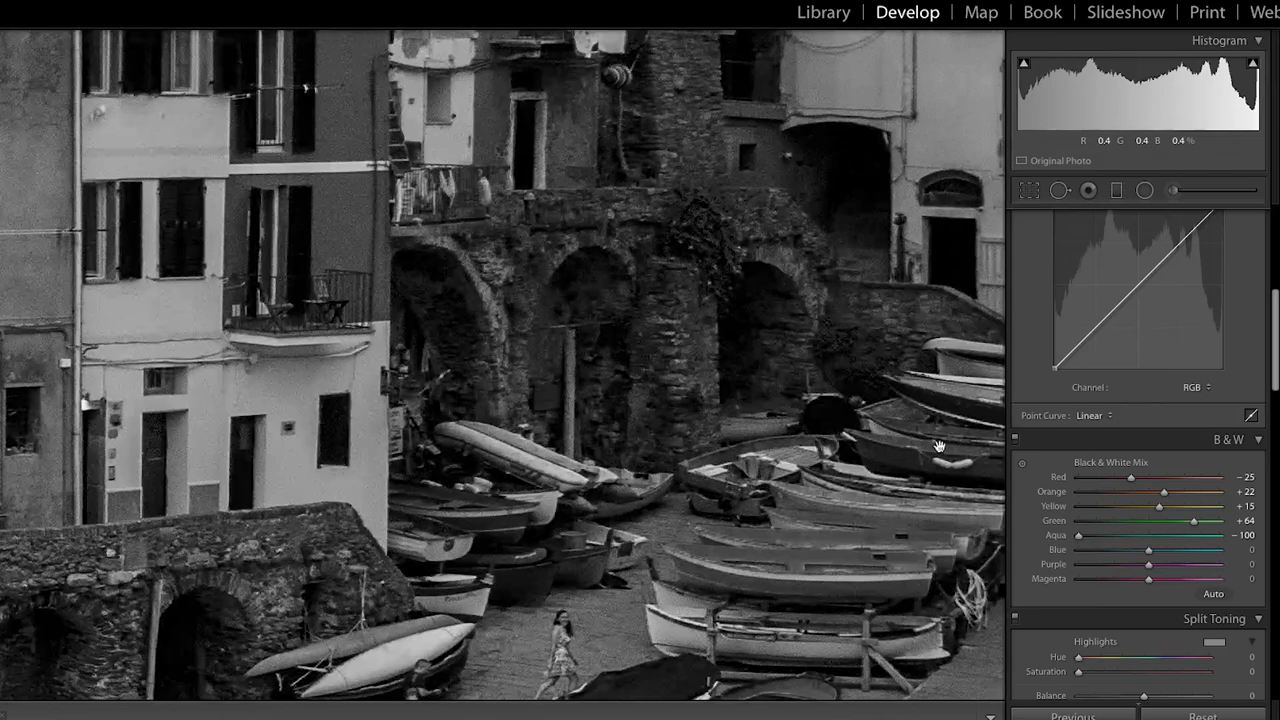 Library | Develop | Map | Book | Slideshow | Print | Web
Histogram
R 0.4 G 0.4 B 0.4 %
Original Photo
Channel : RGB
Point Curve : Linear
B & W
Black & White Mix
Red − 25
Orange + 22
Yellow + 15
Green + 64
Aqua − 100
Blue 0
Purple 0
Magenta 0
Auto
Split Toning
Highlights
Hue 0
Saturation 0
Balance 0
Previous Reset